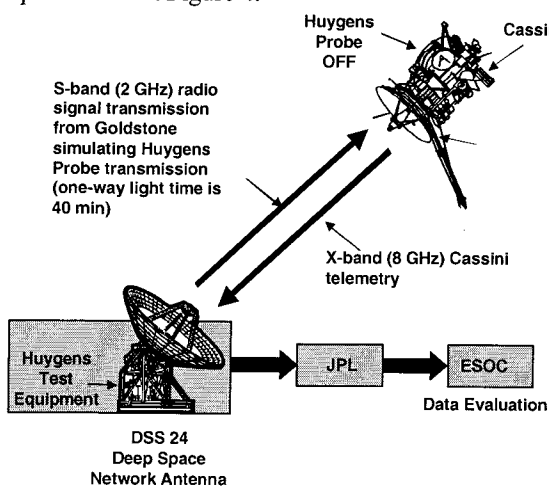 Figure
Huygens
Probe
OFF
Cassi
S-band (2 GHz) radio
signal transmission
from Goldstone
simulating Huygens
Probe transmission
(one-way light time is
40 min)
X-band (8 GHz) Cassini
telemetry
Huygens
Test
Equipment
JPL
ESOC
Data Evaluation
DSS 24
Deep Space
Network Antenna